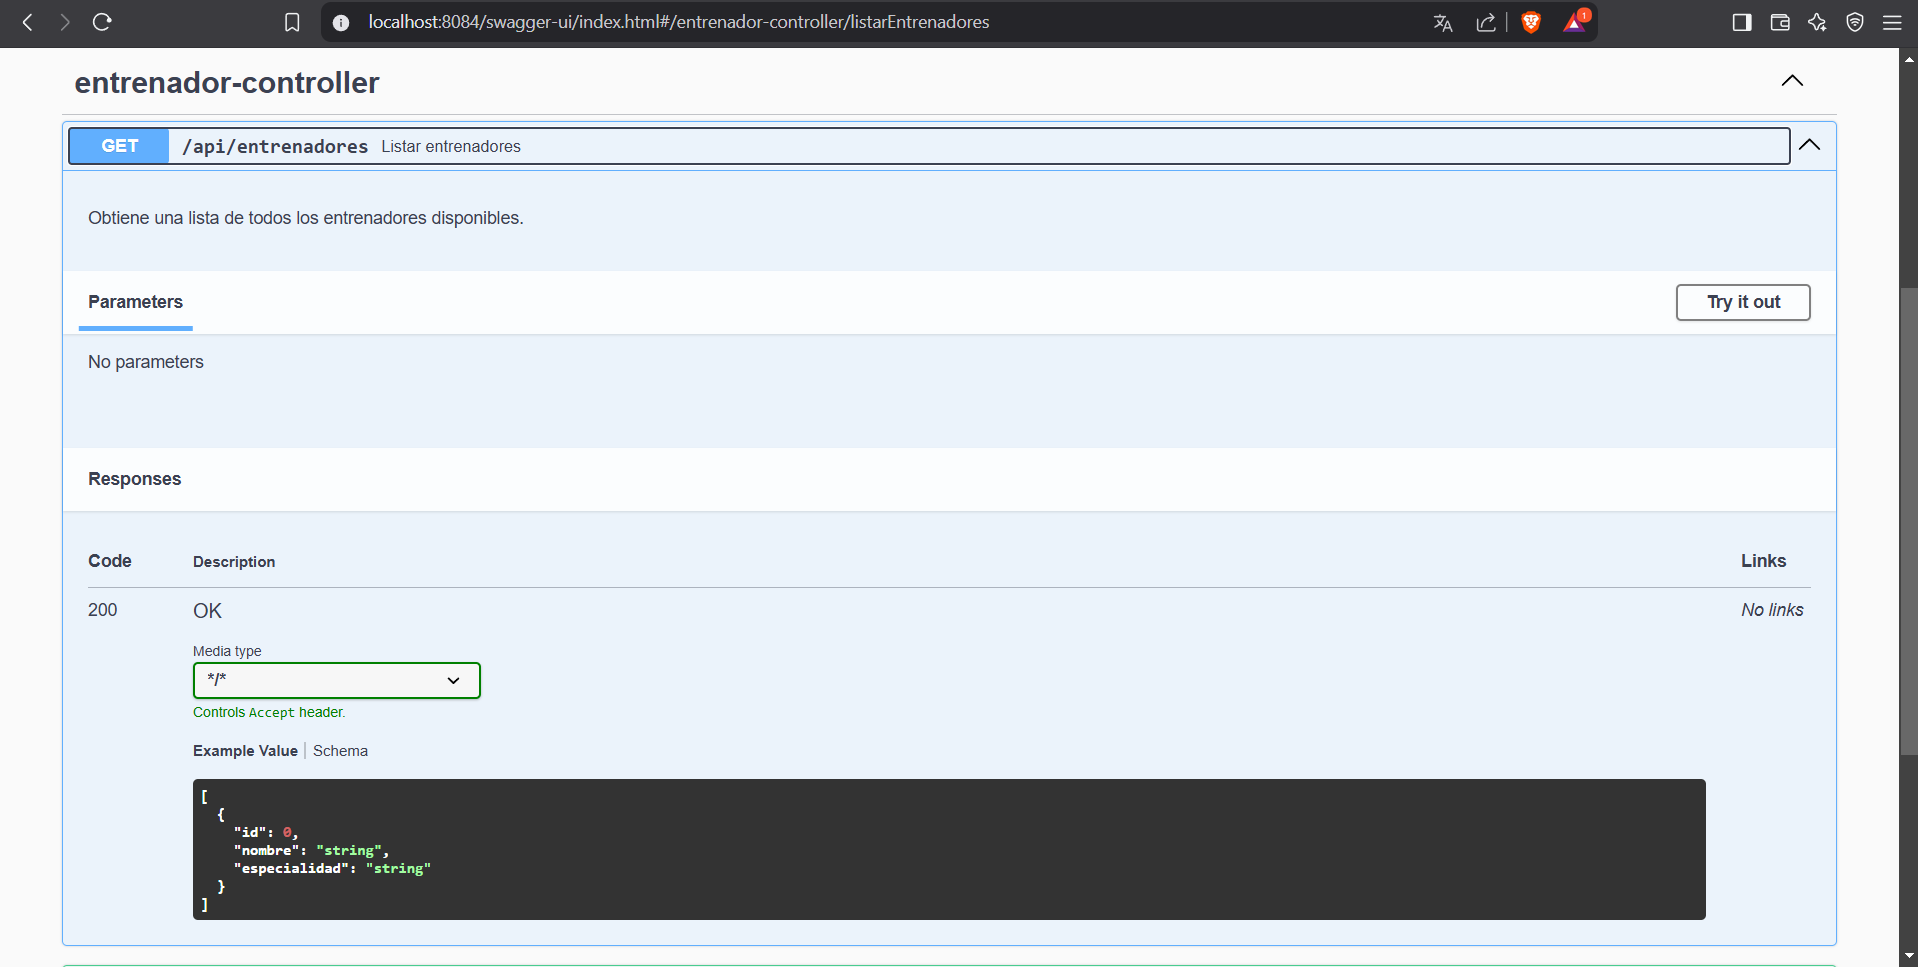 localhost:8084/swagger-ui/index.html#/entrenador-controller/listarEntrenadores
1
entrenador-controller
GET /api/entrenadores Listar entrenadores
Obtiene una lista de todos los entrenadores disponibles.
Parameters
Try it out
No parameters
Responses
Code Description Links
200 OK No links
Media type
*/*
Controls Accept header.
Example Value Schema
[
{
"id": 0,
"nombre": "string",
"especialidad": "string"
}
]